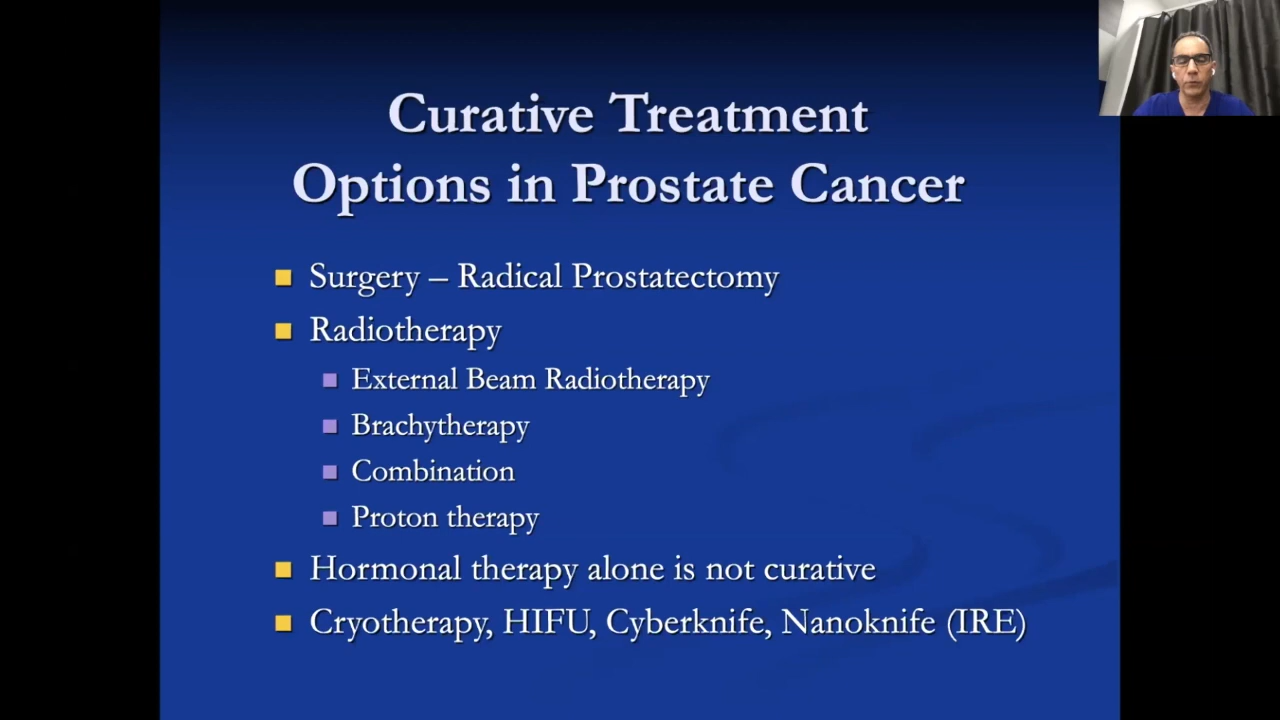 Curative Treatment
Options in Prostate Cancer
Surgery – Radical Prostatectomy
Radiotherapy
External Beam Radiotherapy
Brachytherapy
Combination
Proton therapy
Hormonal therapy alone is not curative
Cryotherapy, HIFU, Cyberknife, Nanoknife (IRE)